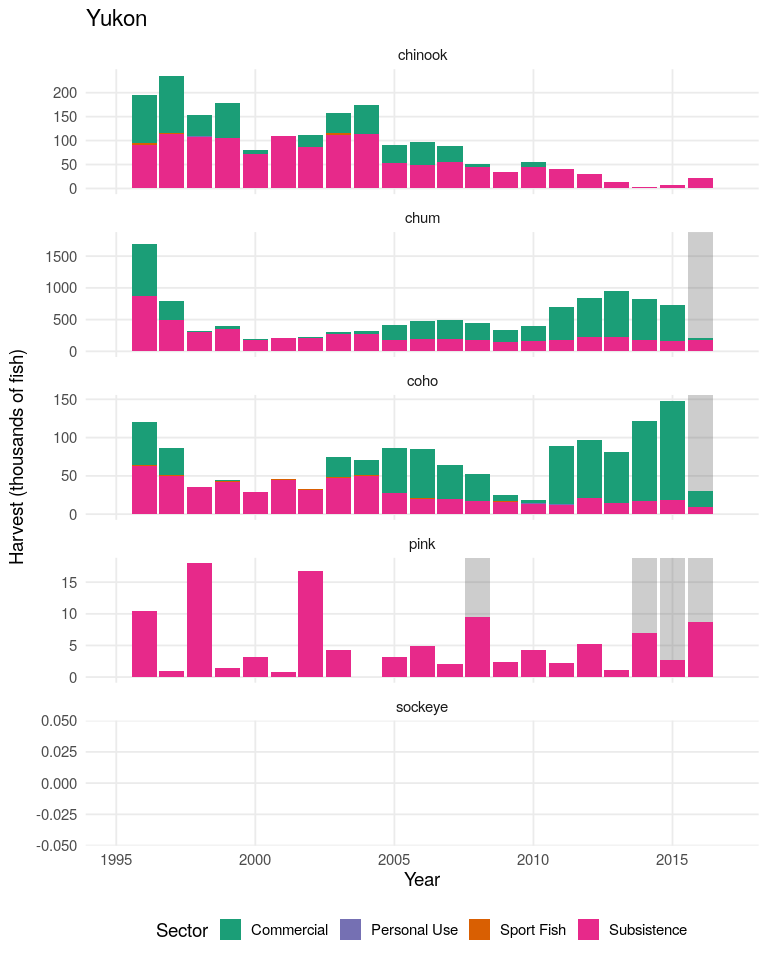 Yukon
chinook
200
150
100
50
0
chum
1500
1000
500
0
coho
150
100
50
0
pink
15
10
5
0
sockeye
0.050
0.025
0.000
-0.025
-0.050
1995 2000 2005 2010 2015
Year
Harvest (thousands of fish)
Sector Commercial Personal Use Sport Fish Subsistence